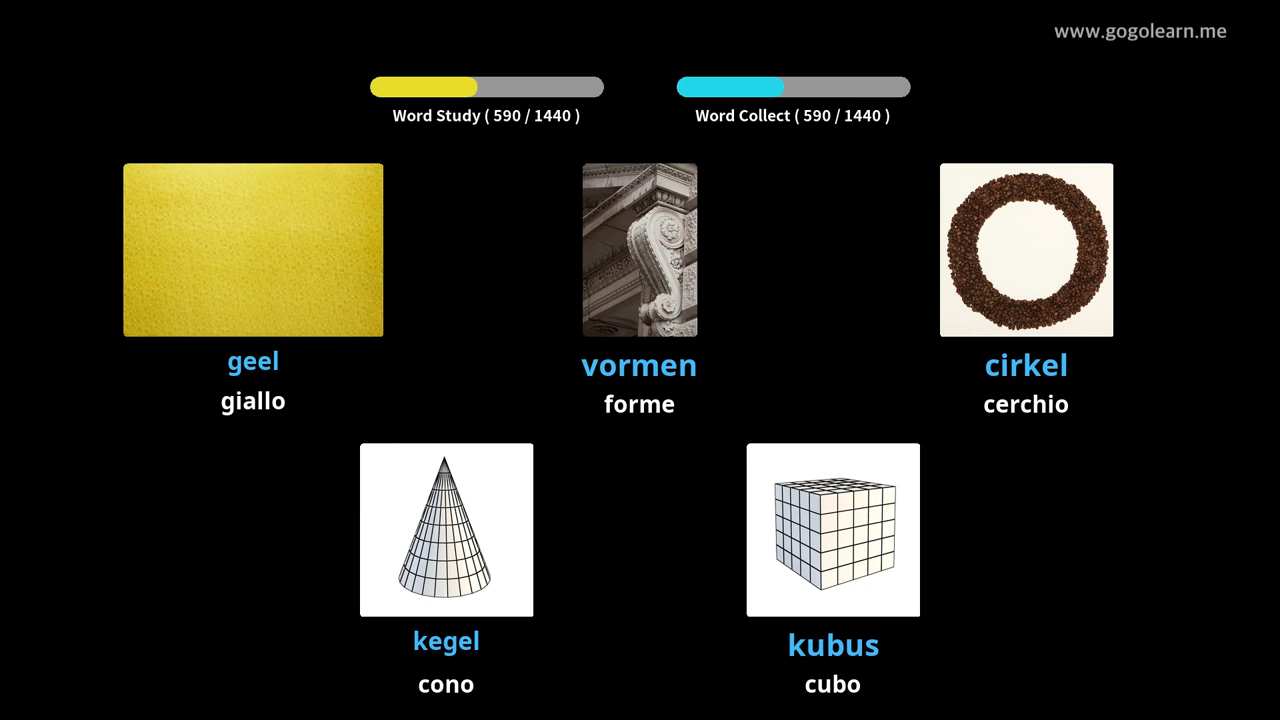 www.gogolearn.me
Word Study ( 590 / 1440 )
Word Collect ( 590 / 1440 )
geel
giallo
vormen
forme
cirkel
cerchio
kegel
cono
kubus
cubo